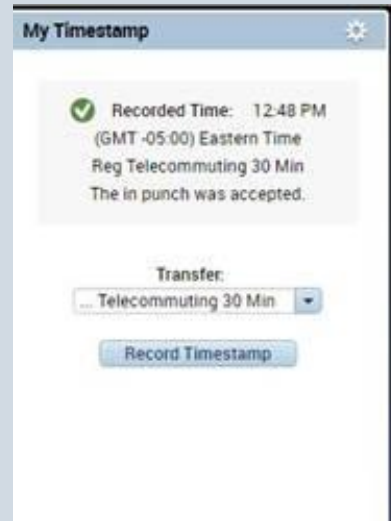 My Timestamp
Recorded Time: 12:48 PM
(GMT -05:00) Eastern Time
Reg Telecommuting 30 Min
The in punch was accepted.
Transfer:
... Telecommuting 30 Min
Record Timestamp